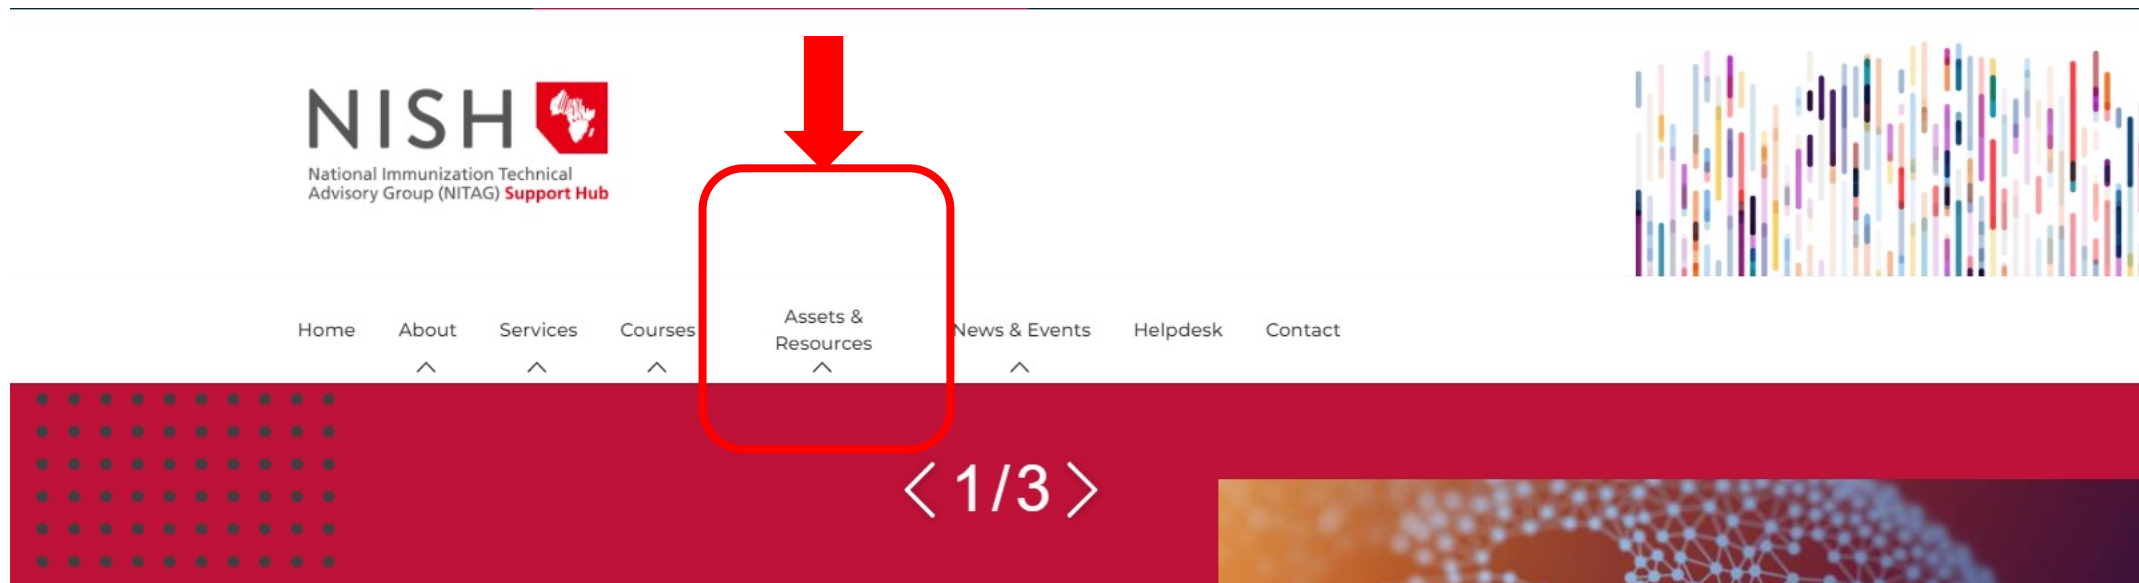 NISH
National Immunization Technical
Advisory Group (NITAG) Support Hub
Home About Services Courses Assets & Resources News & Events Helpdesk Contact
1/3